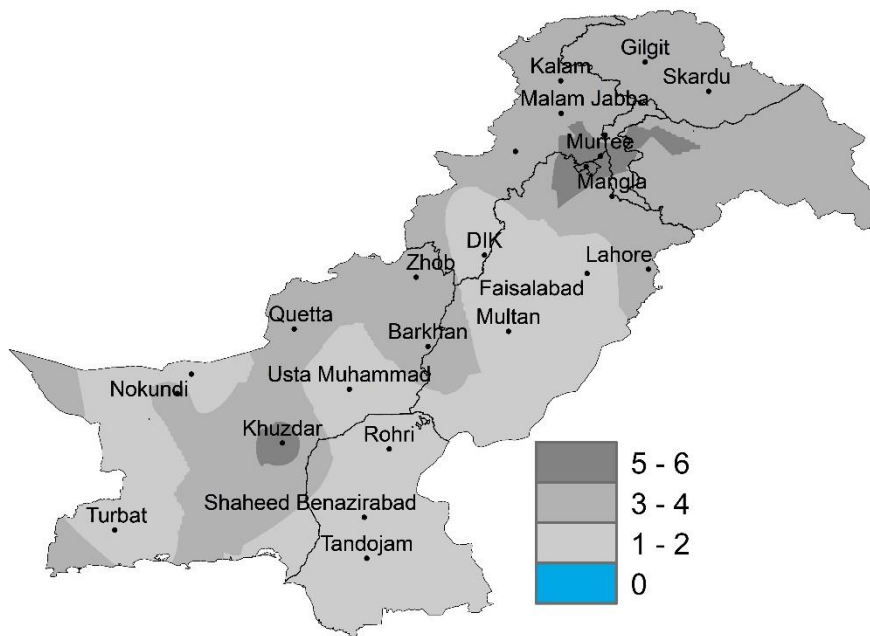 Gilgit
Kalam
Skardu
Malam Jabba
Murree
Mangla
DIK
Lahore
Zhob
Faisalabad
Quetta
Multan
Barkhan
Nokundi
Usta Muhammad
Khuzdar
Rohri
5 - 6
3 - 4
Shaheed Benazirabad
Turbat
1 - 2
Tandojam
0